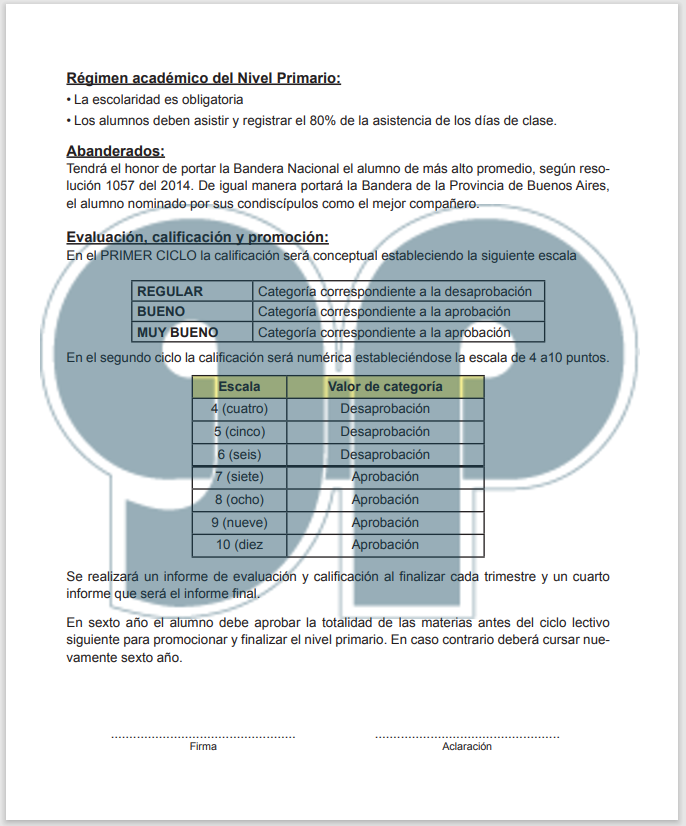 Régimen académico del Nivel Primario:
• La escolaridad es obligatoria
• Los alumnos deben asistir y registrar el 80% de la asistencia de los días de clase.
Abanderados:
Tendrá el honor de portar la Bandera Nacional el alumno de más alto promedio, según reso-
lución 1057 del 2014. De igual manera portará la Bandera de la Provincia de Buenos Aires,
el alumno nominado por sus condiscípulos como el mejor compañero.
Evaluación, calificación y promoción:
En el PRIMER CICLO la calificación será conceptual estableciendo la siguiente escala
REGULAR Categoría correspondiente a la desaprobación
BUENO Categoría correspondiente a la aprobación
MUY BUENO Categoría correspondiente a la aprobación
En el segundo ciclo la calificación será numérica estableciéndose la escala de 4 a10 puntos.
Escala Valor de categoría
4 (cuatro) Desaprobación
5 (cinco) Desaprobación
6 (seis) Desaprobación
7 (siete) Aprobación
8 (ocho) Aprobación
9 (nueve) Aprobación
10 (diez Aprobación
Se realizará un informe de evaluación y calificación al finalizar cada trimestre y un cuarto
informe que será el informe final.
En sexto año el alumno debe aprobar la totalidad de las materias antes del ciclo lectivo
siguiente para promocionar y finalizar el nivel primario. En caso contrario deberá cursar nue-
vamente sexto año.
Firma Aclaración